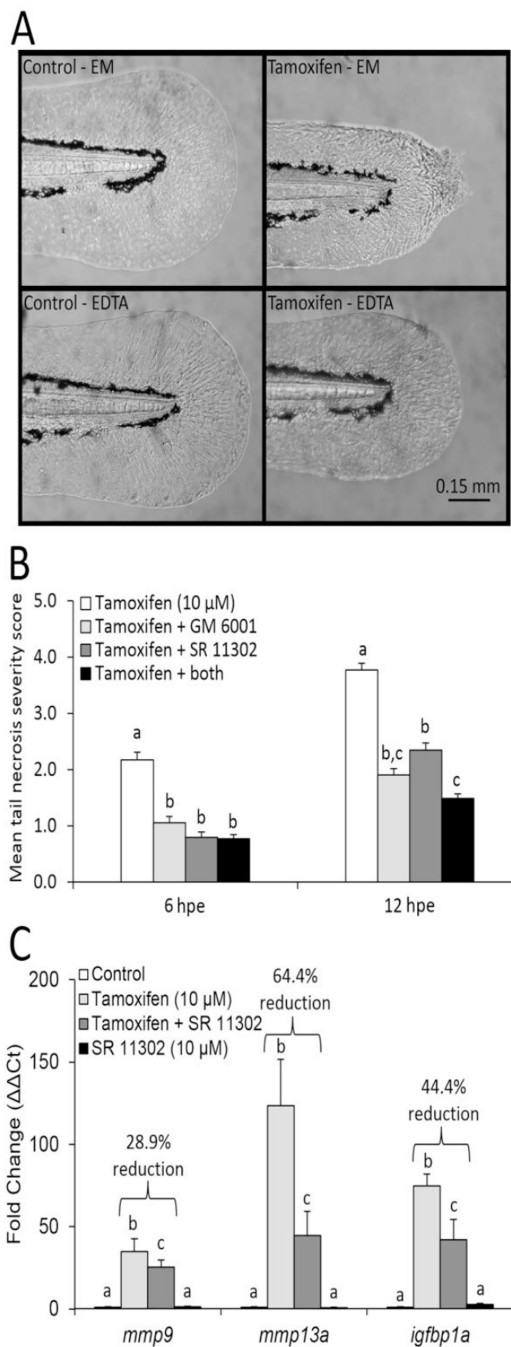 A
Control - EM
Tamoxifen - EM
Control - EDTA
Tamoxifen - EDTA
0.15 mm
B
Mean tail necrosis severity score
5.0
4.0
3.0
2.0
1.0
0.0
Tamoxifen (10 μM)
Tamoxifen + GM 6001
Tamoxifen + SR 11302
Tamoxifen + both
a
b
b
b
a
b,c
b
c
6 hpe
12 hpe
C
Fold Change (ΔΔCt)
200
150
100
50
0
Control
Tamoxifen (10 μM)
Tamoxifen + SR 11302
SR 11302 (10 μM)
28.9%
reduction
64.4%
reduction
44.4%
reduction
a
b
c
a
a
b
c
a
a
b
c
a
mmp9
mmp13a
igfbp1a